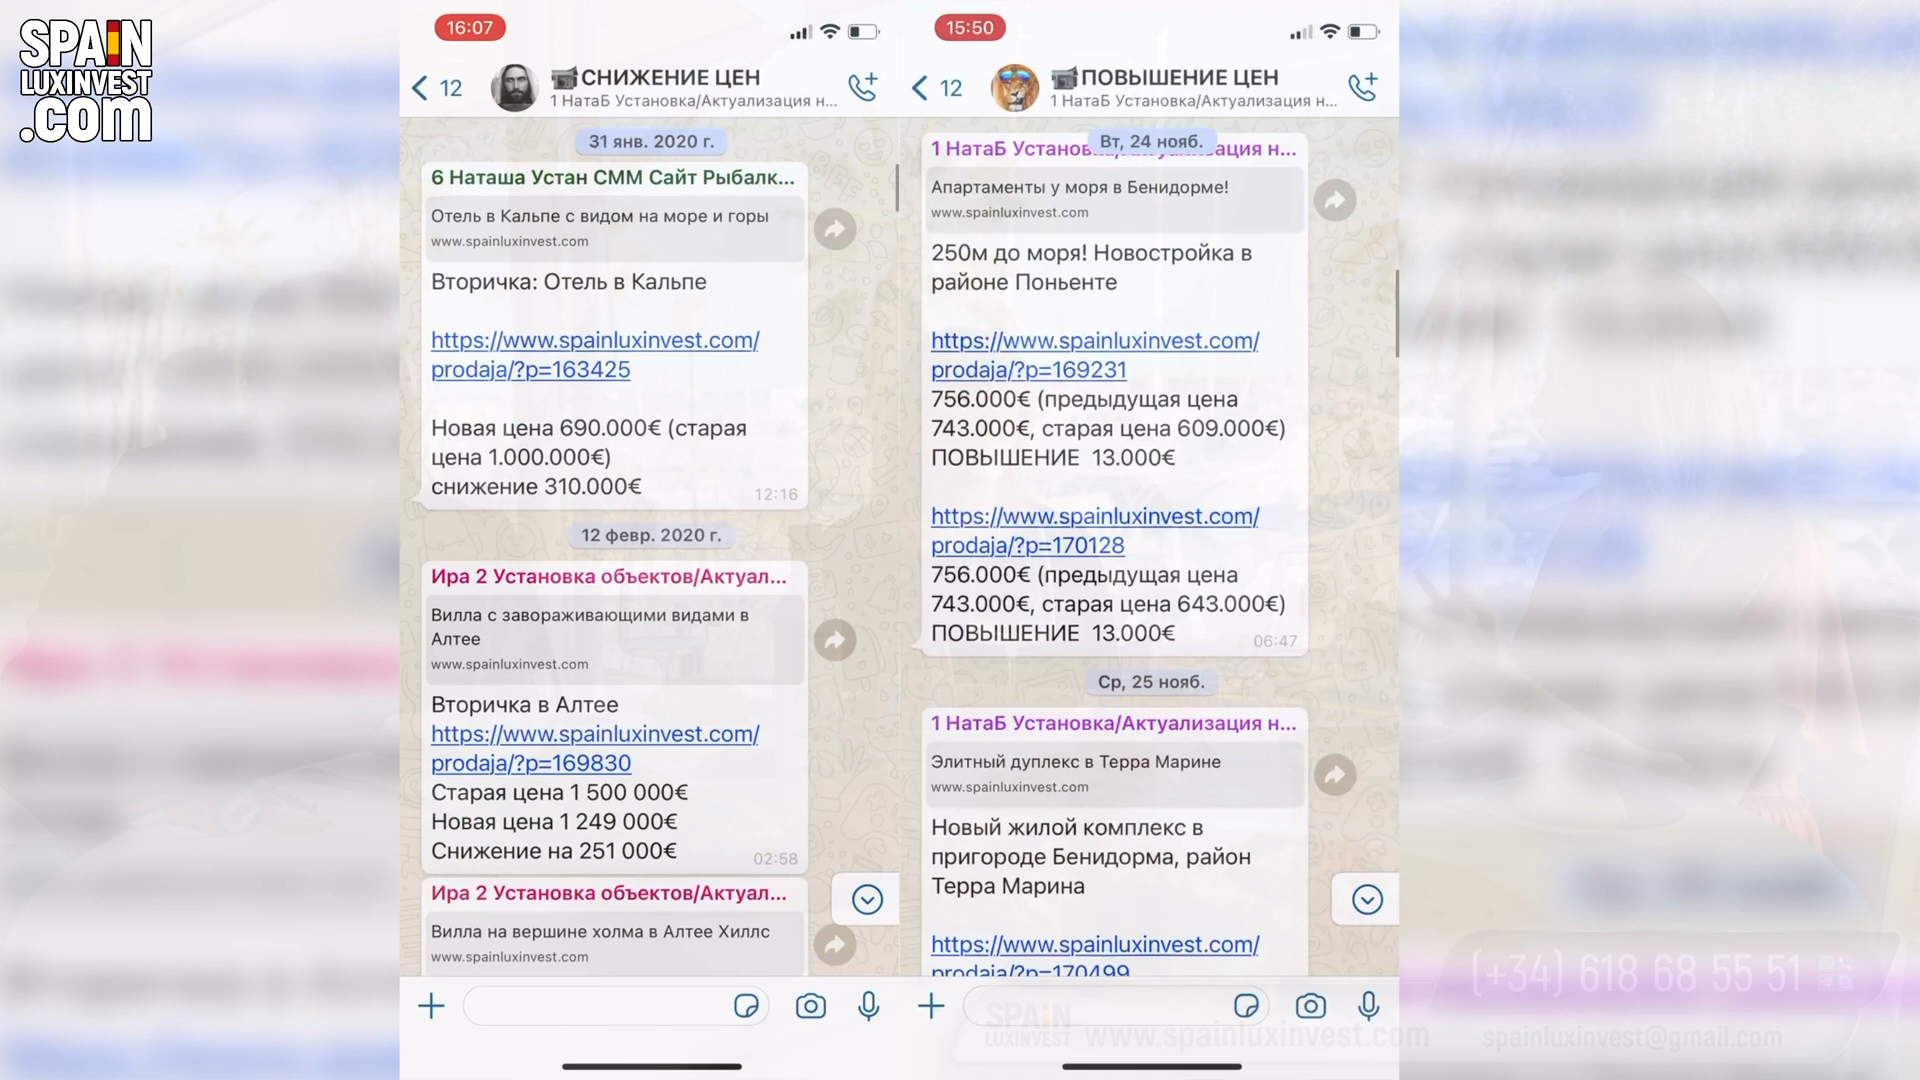 SPAIN
LUXINVEST
.com
16:07
12
СНИЖЕНИЕ ЦЕН
1 НатаБ Установка/Актуализация н...
31 янв. 2020 г.
6 Наташа Устан СММ Сайт Рыбалк...
Отель в Кальпе с видом на море и горы
www.spainluxinvest.com
Вторичка: Отель в Кальпе
https://www.spainluxinvest.com/
prodaja/?p=163425
Новая цена 690.000€ (старая
цена 1.000.000€)
снижение 310.000€
12:16
12 февр. 2020 г.
Ира 2 Установка объектов/Актуал...
Вилла с завораживающими видами в
Алтее
www.spainluxinvest.com
Вторичка в Алтее
https://www.spainluxinvest.com/
prodaja/?p=169830
Старая цена 1 500 000€
Новая цена 1 249 000€
Снижение на 251 000€
02:58
Ира 2 Установка объектов/Актуал...
Вилла на вершине холма в Алтее Хиллс
www.spainluxinvest.com
15:50
12
ПОВЫШЕНИЕ ЦЕН
1 НатаБ Установка/Актуализация н...
Вт, 24 нояб.
1 НатаБ Установка/Актуализация н...
Апартаменты у моря в Бенидорме!
www.spainluxinvest.com
250м до моря! Новостройка в
районе Поньенте
https://www.spainluxinvest.com/
prodaja/?p=169231
756.000€ (предыдущая цена
743.000€, старая цена 609.000€)
ПОВЫШЕНИЕ 13.000€
https://www.spainluxinvest.com/
prodaja/?p=170128
756.000€ (предыдущая цена
743.000€, старая цена 643.000€)
ПОВЫШЕНИЕ 13.000€
06:47
Ср, 25 нояб.
1 НатаБ Установка/Актуализация н...
Элитный дуплекс в Терра Марине
www.spainluxinvest.com
Новый жилой комплекс в
пригороде Бенидорма, район
Терра Марина
https://www.spainluxinvest.com/
prodaja/?p=170499
SPAIN
LUXINVEST
www.spainluxinvest.com
(+34) 618 68 55 51
spainluxinvest@gmail.com